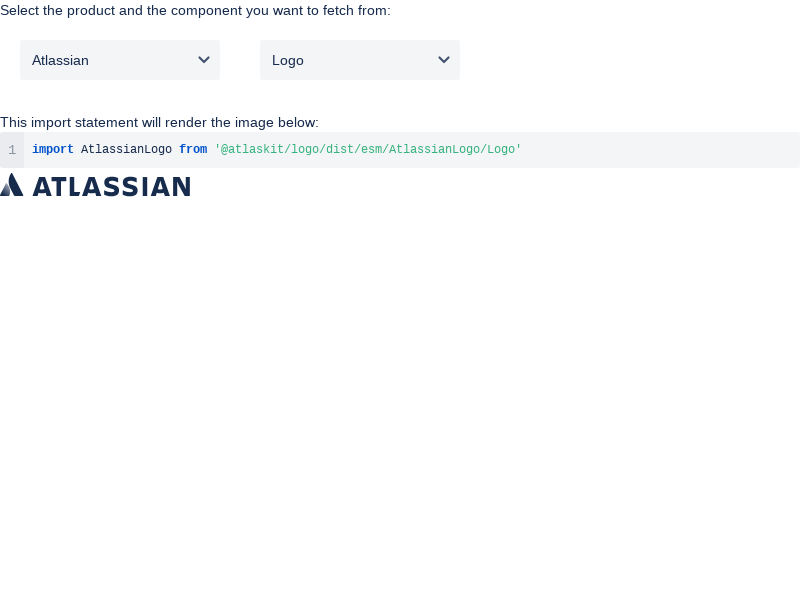 Select the product and the component you want to fetch from:
Atlassian Logo
This import statement will render the image below:
1 import AtlassianLogo from '@atlaskit/logo/dist/esm/AtlassianLogo/Logo'
ATLASSIAN